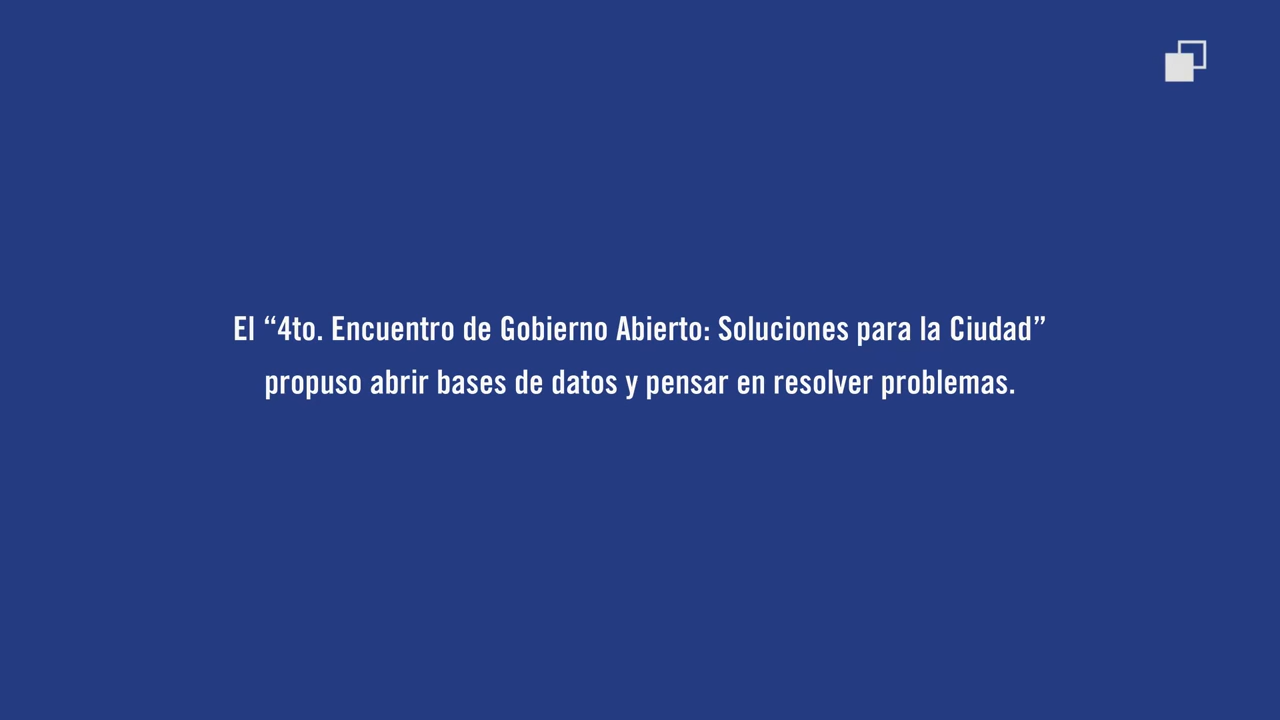 El “4to. Encuentro de Gobierno Abierto: Soluciones para la Ciudad”
propuso abrir bases de datos y pensar en resolver problemas.